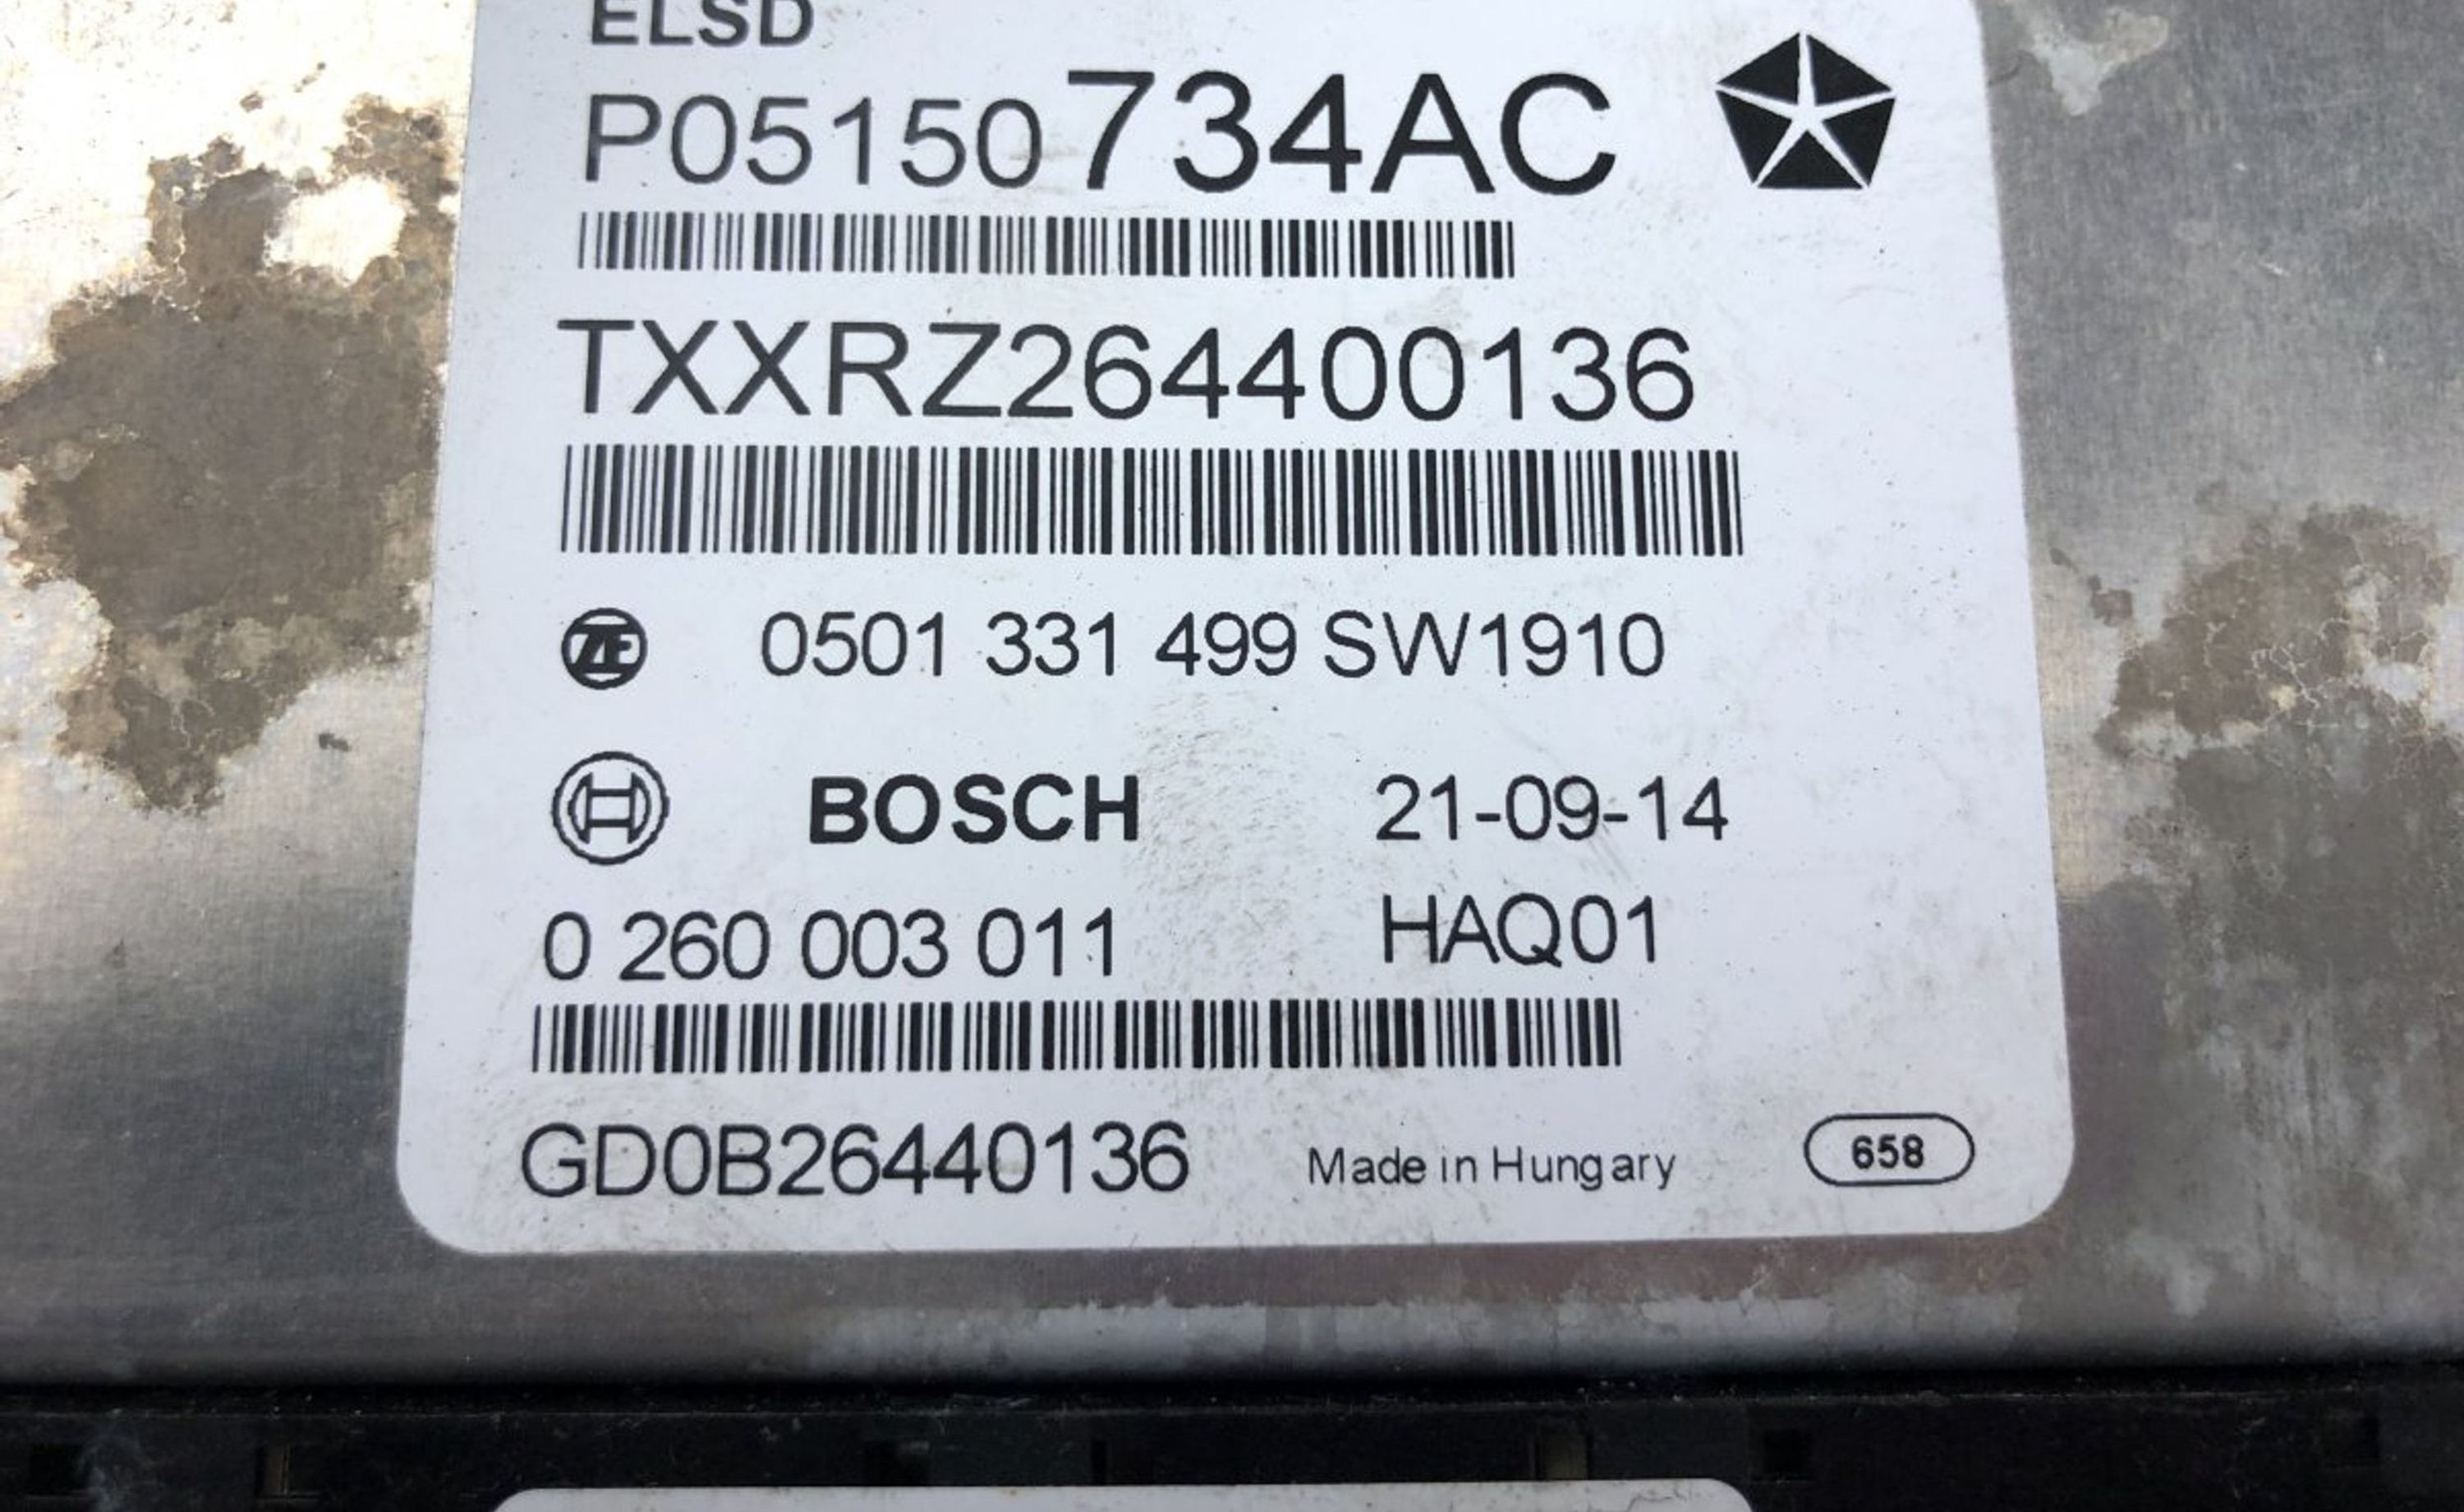 ELSD
P05150734AC
TXXRZ264400136
ZF 0501 331 499 SW1910
BOSCH 21-09-14
0 260 003 011 HAQ01
GD0B26440136 Made in Hungary 658